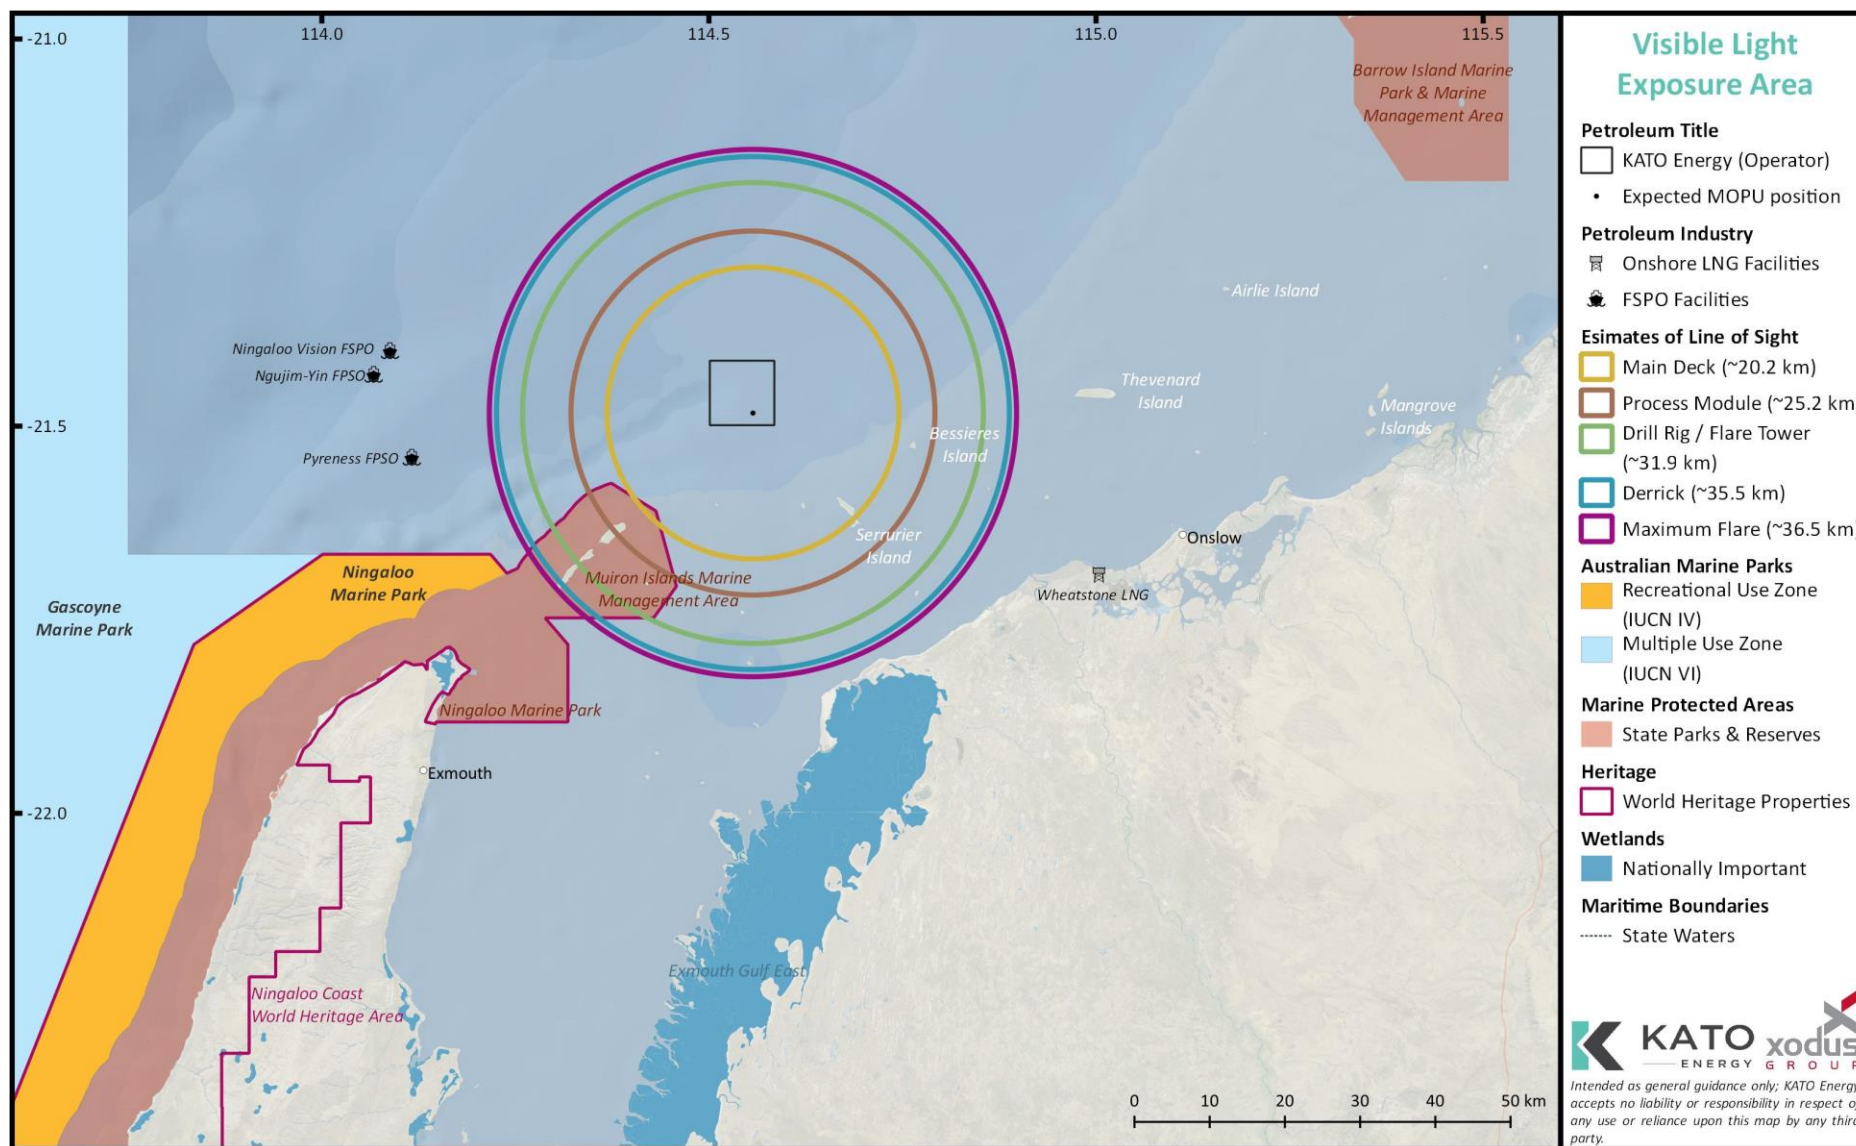 114.0
114.5
115.0
115.5
-21.0
-21.5
-22.0
Barrow Island Marine
Park & Marine
Management Area
Airlie Island
Ningaloo Vision FSPO
Ngujim-Yin FPSO
Pyreness FPSO
Thevenard
Island
Mangrove
Islands
Bessieres
Island
Serrurier
Island
Onslow
Wheatstone LNG
Muiron Islands Marine
Management Area
Ningaloo
Marine Park
Gascoyne
Marine Park
Ningaloo Marine Park
Exmouth
Exmouth Gulf East
Ningaloo Coast
World Heritage Area
0 10 20 30 40 50 km
Visible Light
Exposure Area
Petroleum Title
KATO Energy (Operator)
Expected MOPU position
Petroleum Industry
Onshore LNG Facilities
FSPO Facilities
Esimates of Line of Sight
Main Deck (~20.2 km)
Process Module (~25.2 km
Drill Rig / Flare Tower
(~31.9 km)
Derrick (~35.5 km)
Maximum Flare (~36.5 km)
Australian Marine Parks
Recreational Use Zone
(IUCN IV)
Multiple Use Zone
(IUCN VI)
Marine Protected Areas
State Parks & Reserves
Heritage
World Heritage Properties
Wetlands
Nationally Important
Maritime Boundaries
State Waters
KATO
ENERGY
xodus
GROUP
Intended as general guidance only; KATO Energy
accepts no liability or responsibility in respect of
any use or reliance upon this map by any third
party.